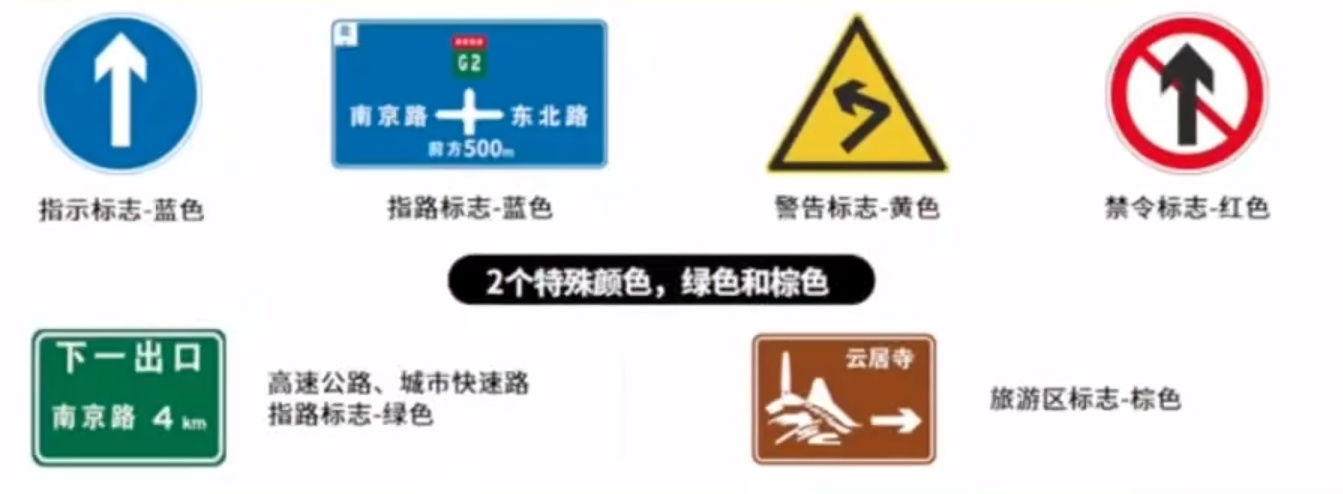 北
G2
南京路
东北路
前方500m
指示标志-蓝色
指路标志-蓝色
警告标志-黄色
禁令标志-红色
2个特殊颜色，绿色和棕色
下一出口
南京路 4 km
高速公路、城市快速路
指路标志-绿色
云居寺
旅游区标志-棕色